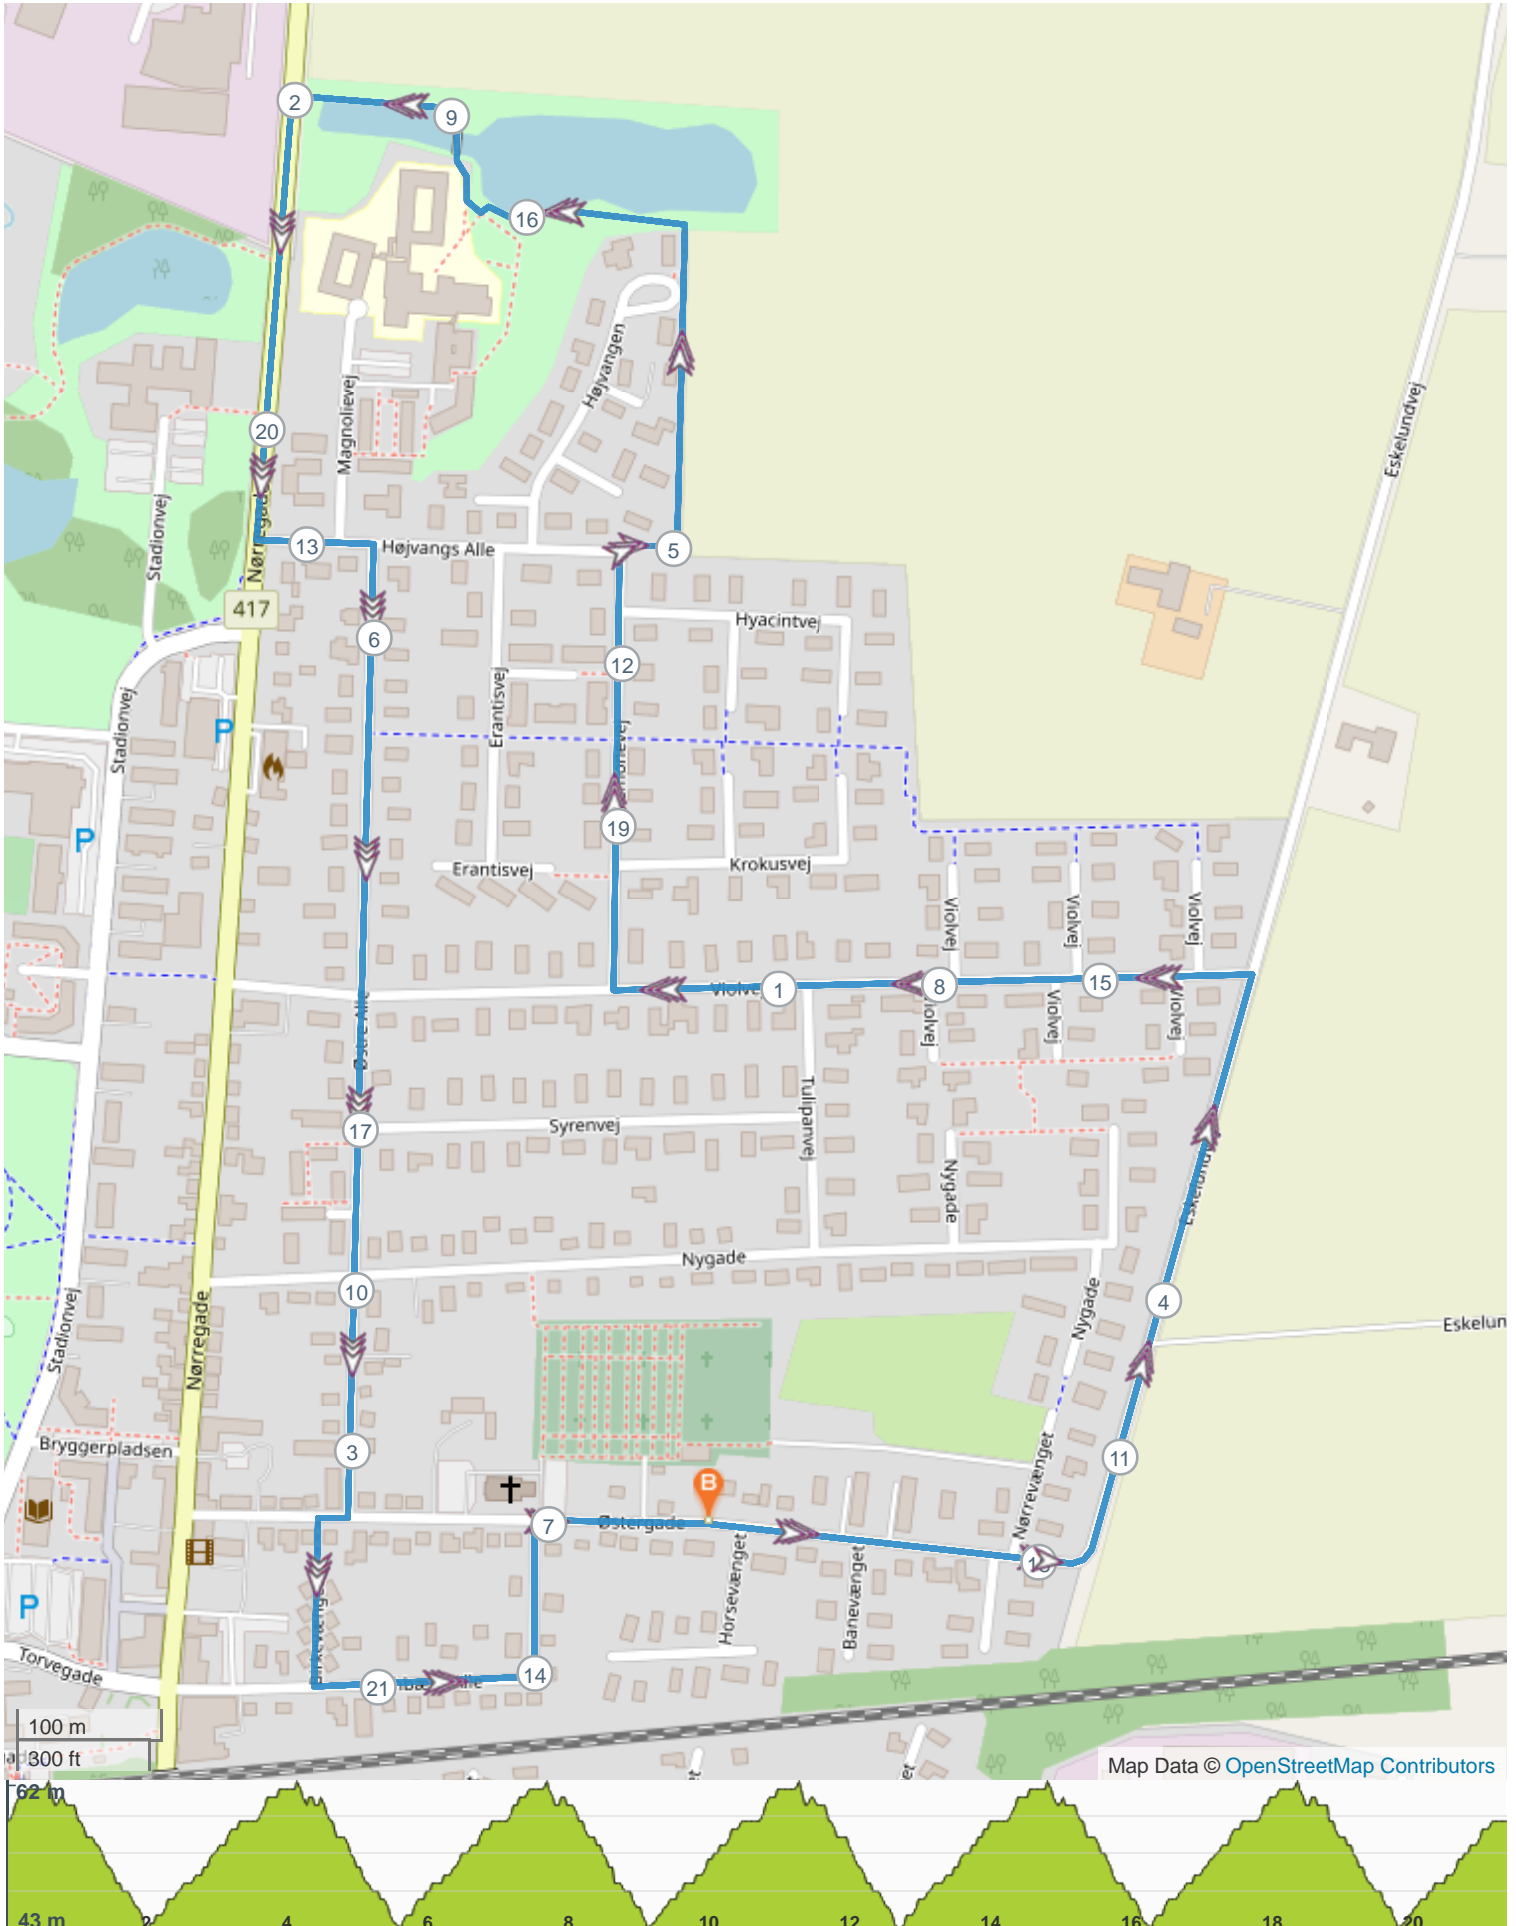 2
9
16
Højvangen
Magnolievej
Eskelundvej
20
Stadionvej
13
Højvangs Alle
5
417
6
Hyacintvej
12
Erantisvej
Stadionvej
P
P
19
Erantisvej
Krokusvej
Violvej
Violvej
Violvej
1
8
15
Violvej
Violvej
Violvej
Tulipanvej
17
Syrenvej
Nygade
Nygade
10
4
Nygade
Eskelun
Stadionvej
Nørregade
Bryggerpladsen
3
11
B
Nørrevænget
7
Østergade
Horsevænget
Banevænget
P
Torvegade
21
14
100 m
300 ft
Map Data © OpenStreetMap Contributors
62 m
43 m
2
4
6
8
10
12
14
16
18
20